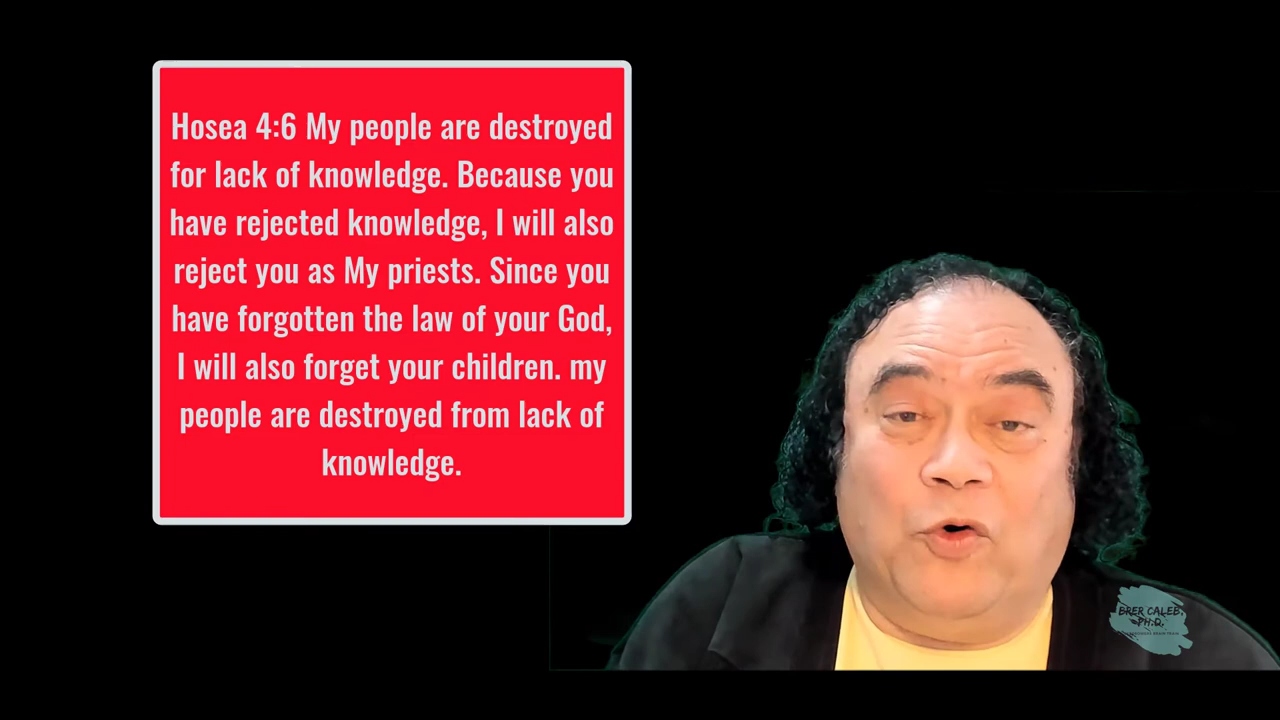 Hosea 4:6 My people are destroyed
for lack of knowledge. Because you
have rejected knowledge, I will also
reject you as My priests. Since you
have forgotten the law of your God,
I will also forget your children. my
people are destroyed from lack of
knowledge.
BRER CALEB,
PH.D.